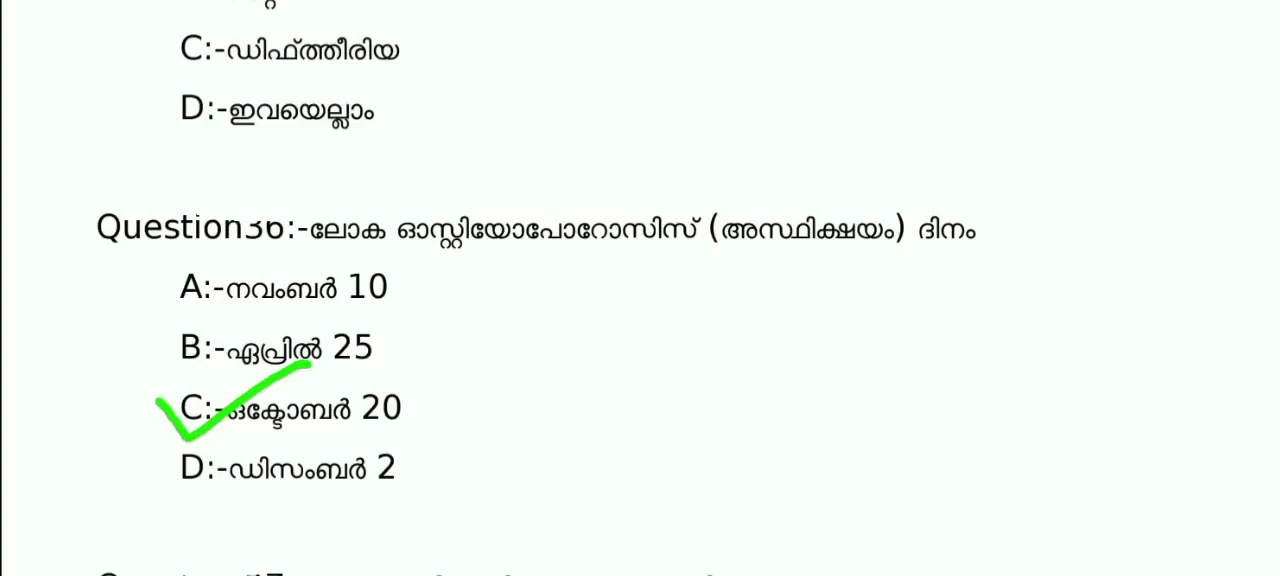 C:-ഡിഫ്ത്തീരിയ
D:-ഇവയെല്ലാം
Question36:-ലോക ഓസ്റ്റിയോപോറോസിസ് (അസ്ഥിക്ഷയം) ദിനം
A:-നവംബർ 10
B:-ഏപ്രിൽ 25
C:-ഒക്ടോബർ 20
D:-ഡിസംബർ 2